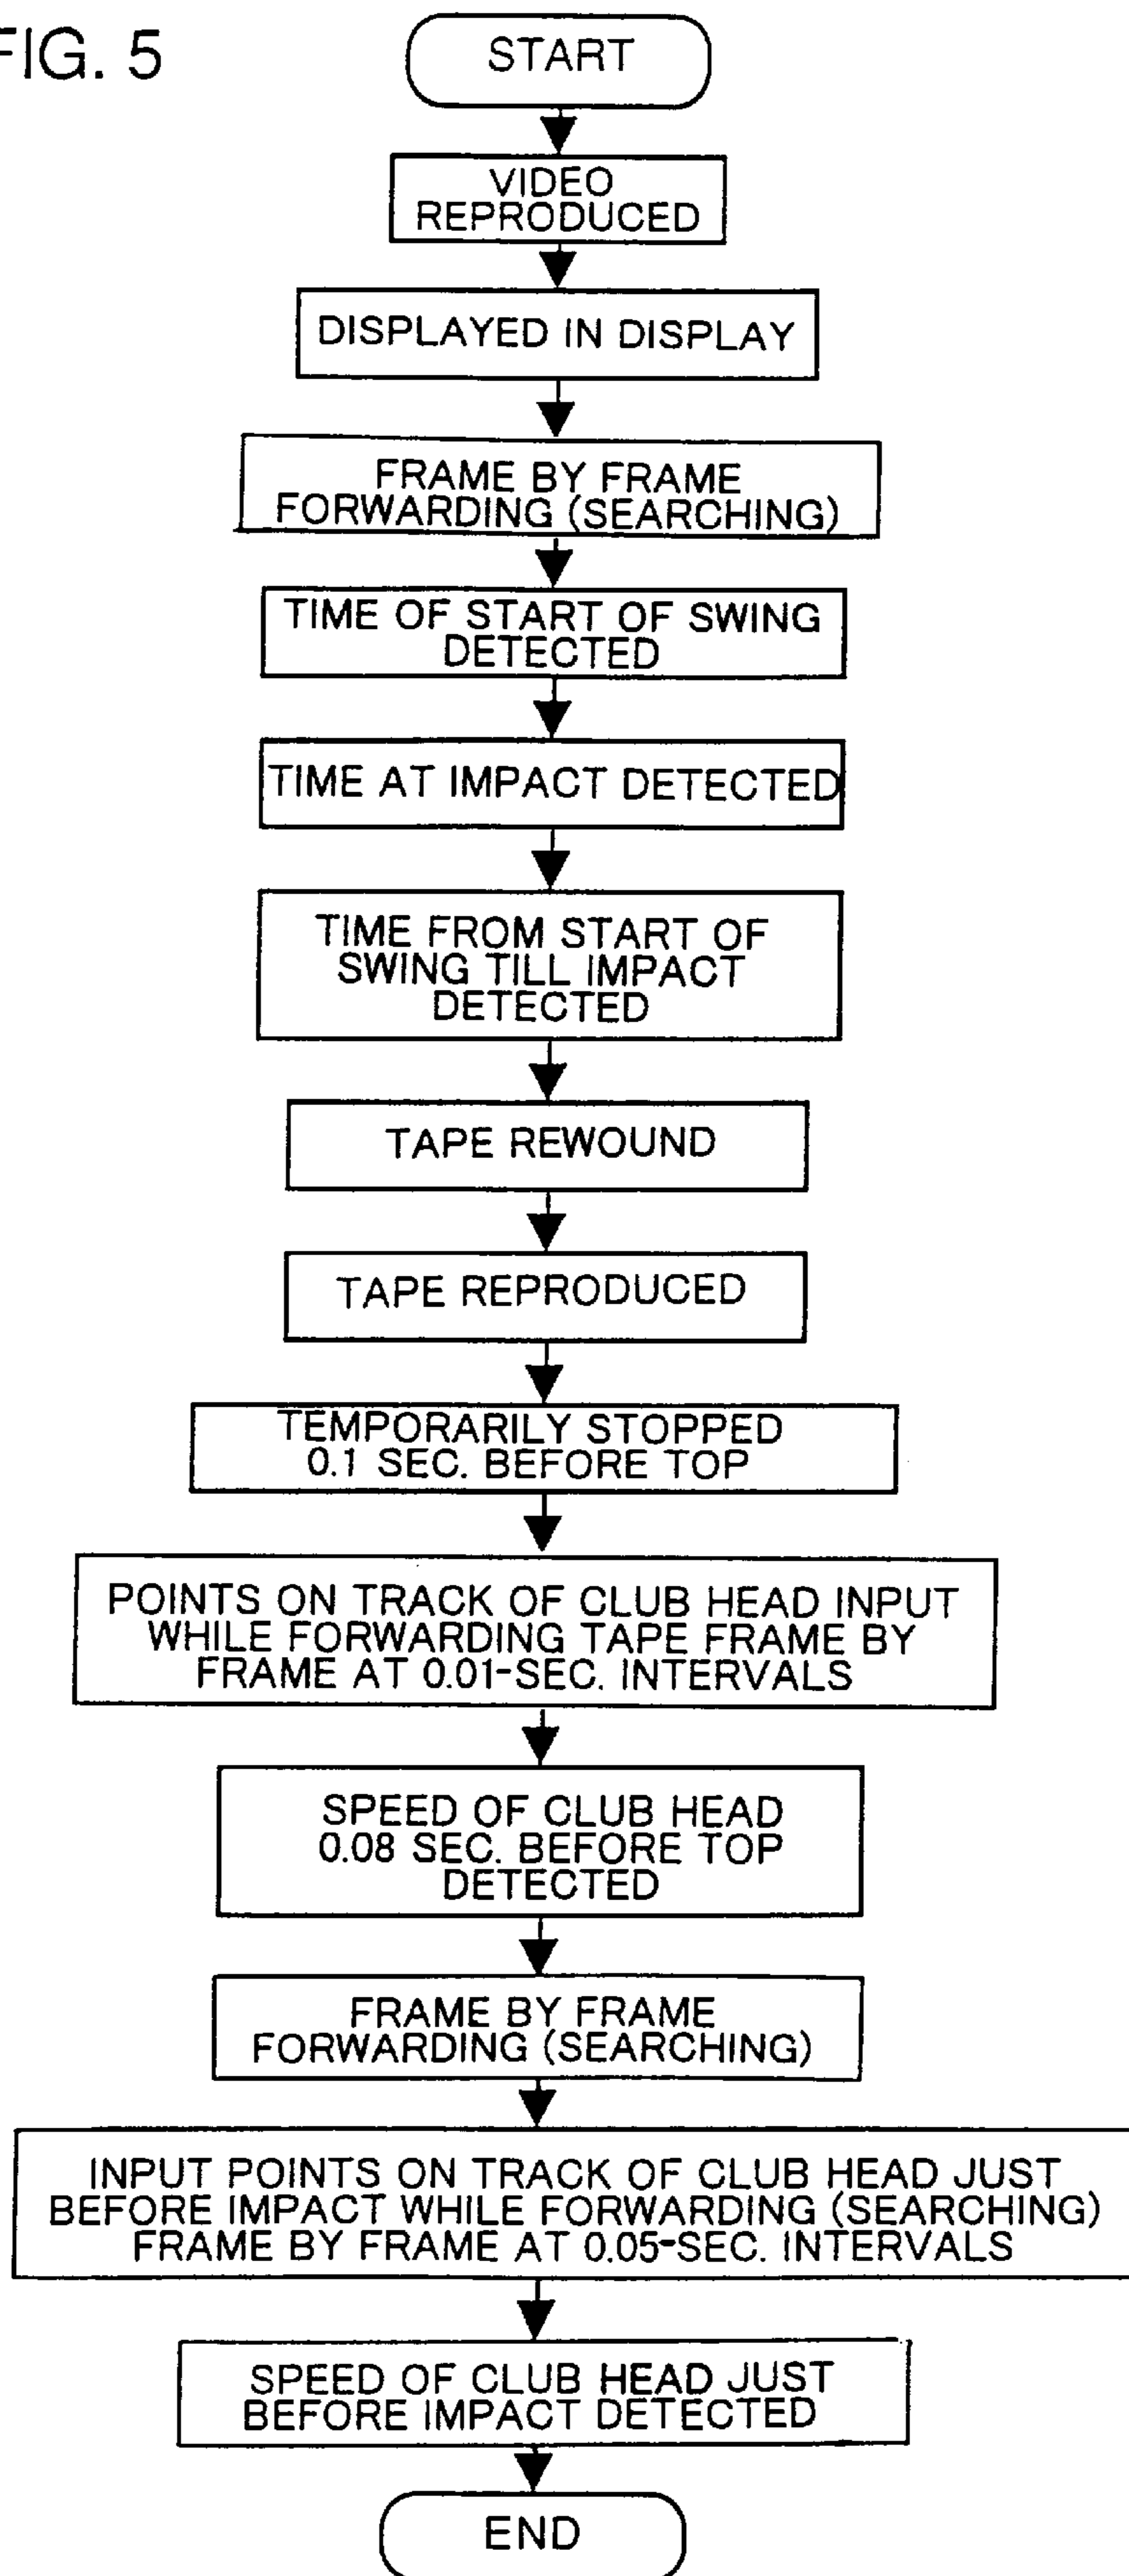 FIG. 5
START
VIDEO
REPRODUCED
DISPLAYED IN DISPLAY
FRAME BY FRAME
FORWARDING (SEARCHING)
TIME OF START OF SWING
DETECTED
TIME AT IMPACT DETECTED
TIME FROM START OF
SWING TILL IMPACT
DETECTED
TAPE REWOUND
TAPE REPRODUCED
TEMPORARILY STOPPED
0.1 SEC. BEFORE TOP
POINTS ON TRACK OF CLUB HEAD INPUT
WHILE FORWARDING TAPE FRAME BY
FRAME AT 0.01-SEC. INTERVALS
SPEED OF CLUB HEAD
0.08 SEC. BEFORE TOP
DETECTED
FRAME BY FRAME
FORWARDING (SEARCHING)
INPUT POINTS ON TRACK OF CLUB HEAD JUST
BEFORE IMPACT WHILE FORWARDING (SEARCHING)
FRAME BY FRAME AT 0.05-SEC. INTERVALS
SPEED OF CLUB HEAD JUST
BEFORE IMPACT DETECTED
END